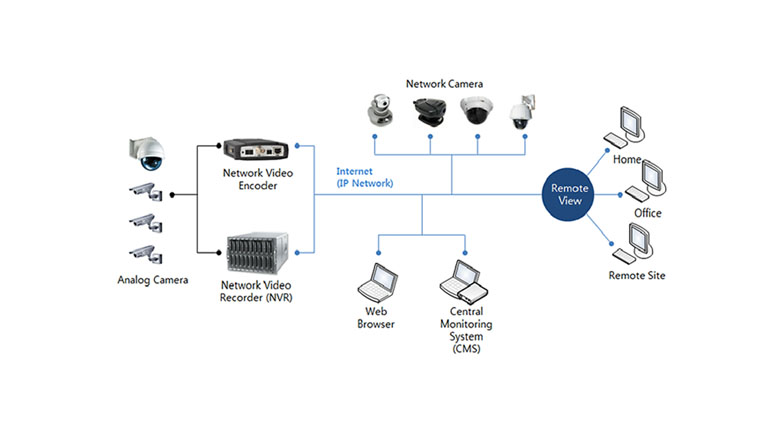 Network Camera
Network Video
Encoder
Internet
(IP Network)
Remote
View
Home
Office
Remote Site
Analog Camera
Network Video
Recorder (NVR)
Web
Browser
Central
Monitoring
System
(CMS)